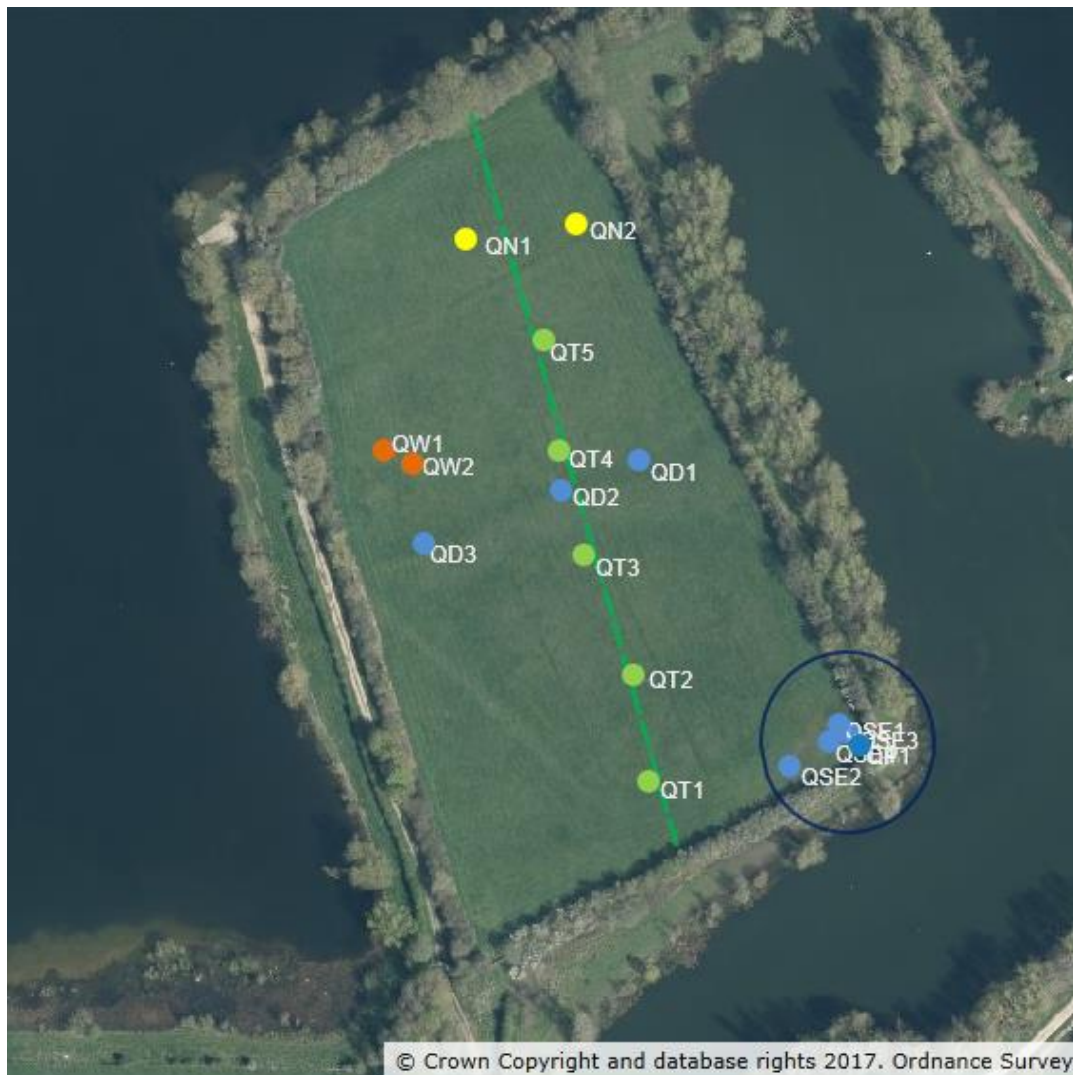 QN2
QN1
QT5
QW1
QW2
QT4
QD1
QD2
QD3
QT3
QT2
QSE1
QSE3
QSE2
QT1
© Crown Copyright and database rights 2017. Ordnance Survey